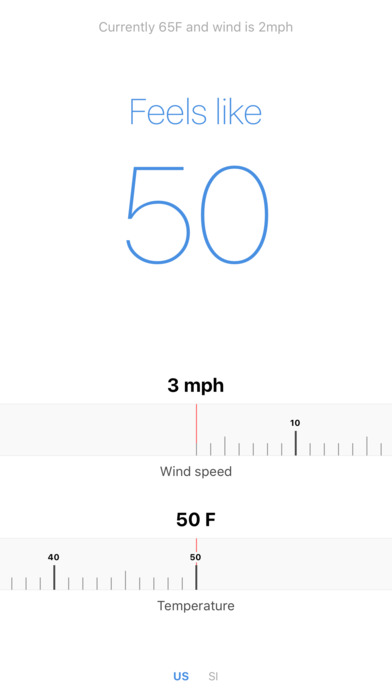 Currently 65F and wind is 2mph
Feels like
50
3 mph
10
Wind speed
50 F
40 50
Temperature
US SI